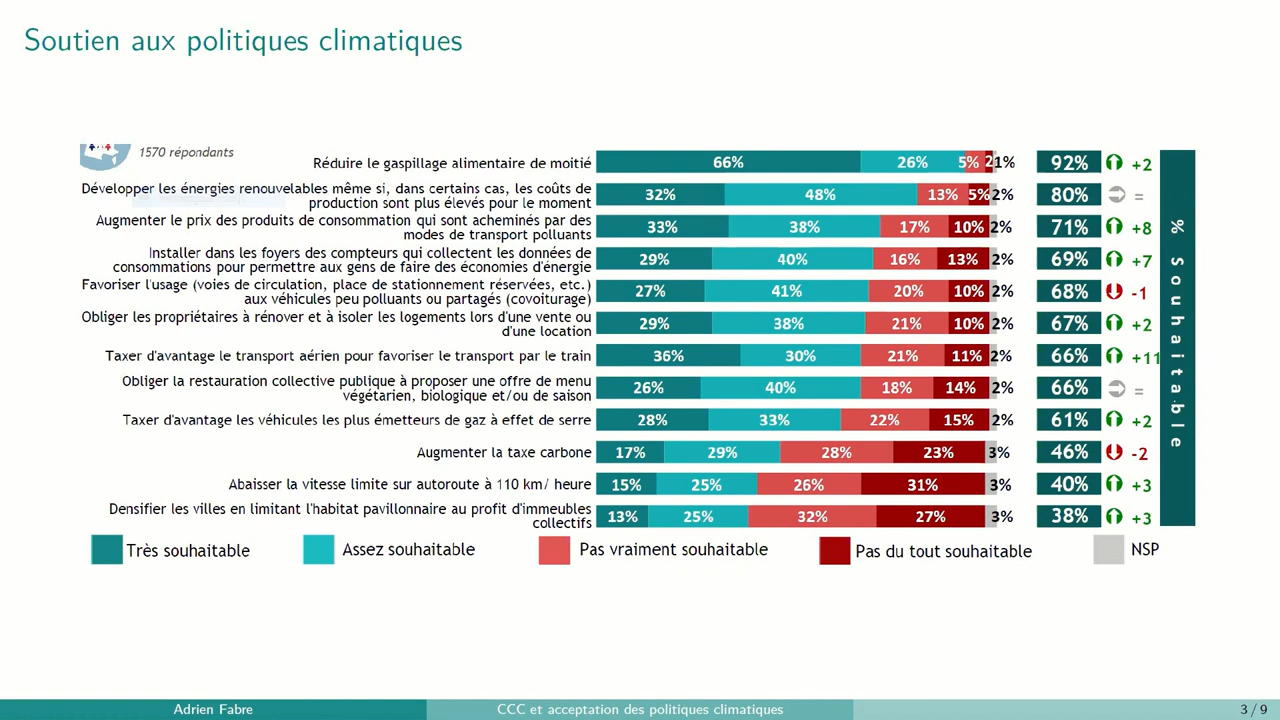 Soutien aux politiques climatiques
1570 répondants
Réduire le gaspillage alimentaire de moitié 66% 26% 5% 2 1% 92% +2
Développer les énergies renouvelables même si, dans certains cas, les coûts de
production sont plus élevés pour le moment 32% 48% 13% 5% 2% 80% =
Augmenter le prix des produits de consommation qui sont acheminés par des
modes de transport polluants 33% 38% 17% 10% 2% 71% +8
Installer dans les foyers des compteurs qui collectent les données de
consommations pour permettre aux gens de faire des économies d'énergie 29% 40% 16% 13% 2% 69% +7
Favoriser l'usage (voies de circulation, place de stationnement réservées, etc.)
aux véhicules peu polluants ou partagés (covoiturage) 27% 41% 20% 10% 2% 68% -1
Obliger les propriétaires à rénover et à isoler les logements lors d'une vente ou
d'une location 29% 38% 21% 10% 2% 67% +2
Taxer d'avantage le transport aérien pour favoriser le transport par le train 36% 30% 21% 11% 2% 66% +11
Obliger la restauration collective publique à proposer une offre de menu
végétarien, biologique et/ou de saison 26% 40% 18% 14% 2% 66% =
Taxer d'avantage les véhicules les plus émetteurs de gaz à effet de serre 28% 33% 22% 15% 2% 61% +2
Augmenter la taxe carbone 17% 29% 28% 23% 3% 46% -2
Abaisser la vitesse limite sur autoroute à 110 km/ heure 15% 25% 26% 31% 3% 40% +3
Densifier les villes en limitant l'habitat pavillonnaire au profit d'immeubles
collectifs 13% 25% 32% 27% 3% 38% +3
% Souhaitable
Très souhaitable Assez souhaitable Pas vraiment souhaitable Pas du tout souhaitable NSP
Adrien Fabre CCC et acceptation des politiques climatiques 3 / 9